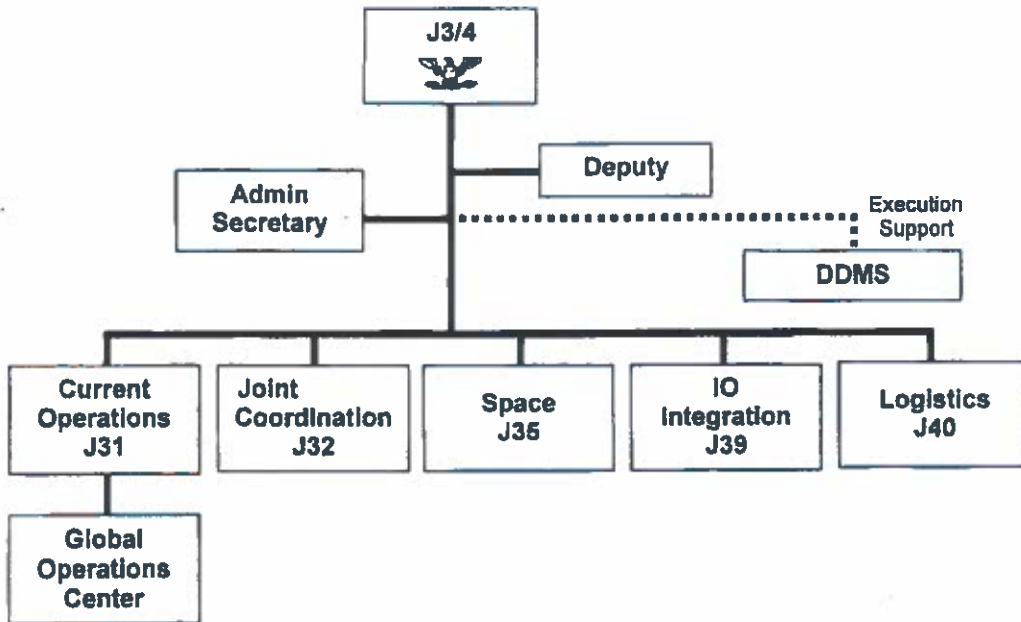 J3/4
Deputy
Admin
Secretary
Execution
Support
DDMS
Current
Operations
J31
Joint
Coordination
J32
Space
J35
IO
Integration
J39
Logistics
J40
Global
Operations
Center